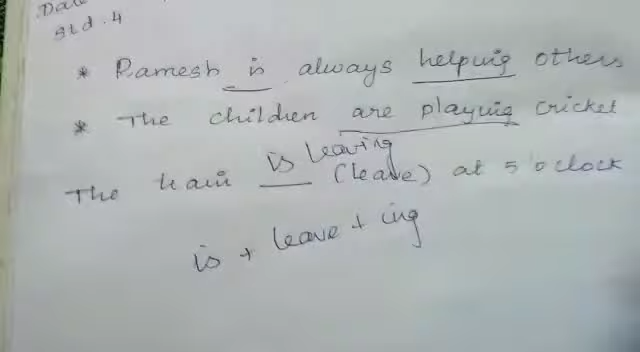 Date
Std. 4
* Ramesh is always helping others
* The children are playing cricket
is leaving
The train ___ (leave) at 5 o'clock
is + leave + ing